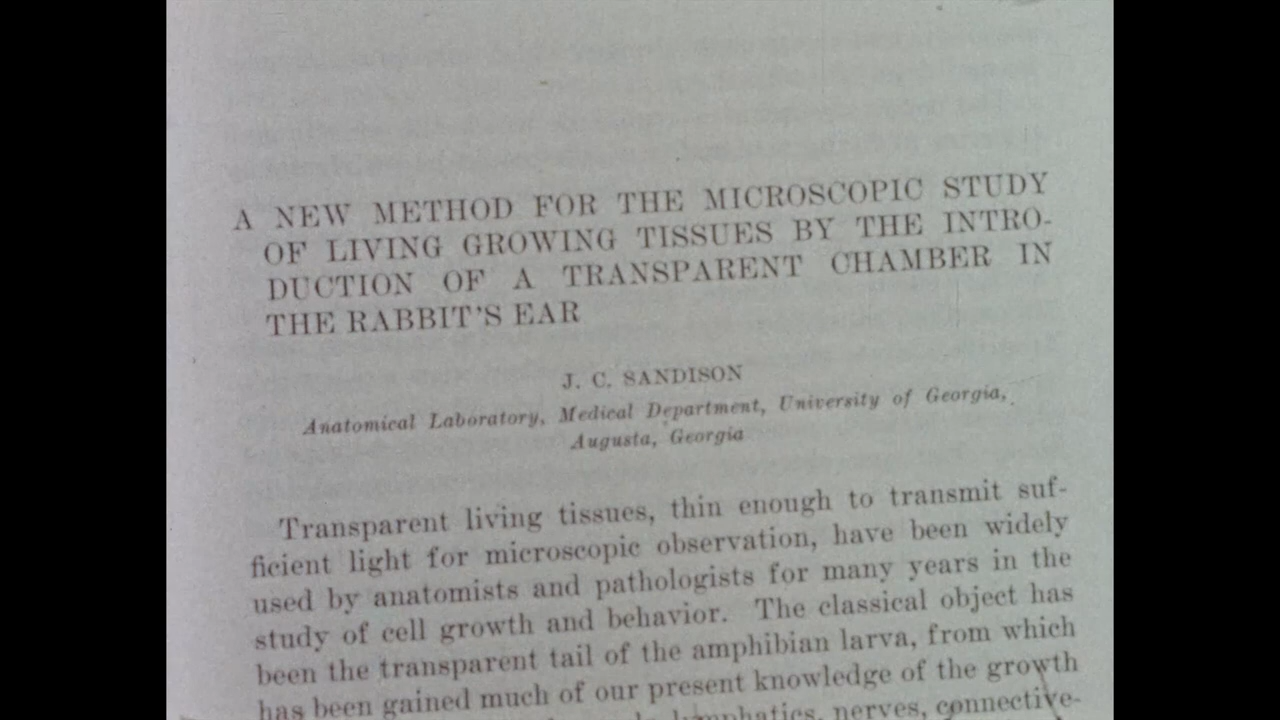 A NEW METHOD FOR THE MICROSCOPIC STUDY
OF LIVING GROWING TISSUES BY THE INTRO-
DUCTION OF A TRANSPARENT CHAMBER IN
THE RABBIT'S EAR
J. C. SANDISON
Anatomical Laboratory, Medical Department, University of Georgia,
Augusta, Georgia
Transparent living tissues, thin enough to transmit suf-
ficient light for microscopic observation, have been widely
used by anatomists and pathologists for many years in the
study of cell growth and behavior. The classical object has
been the transparent tail of the amphibian larva, from which
has been gained much of our present knowledge of the growth
lymphatics, nerves, connective-